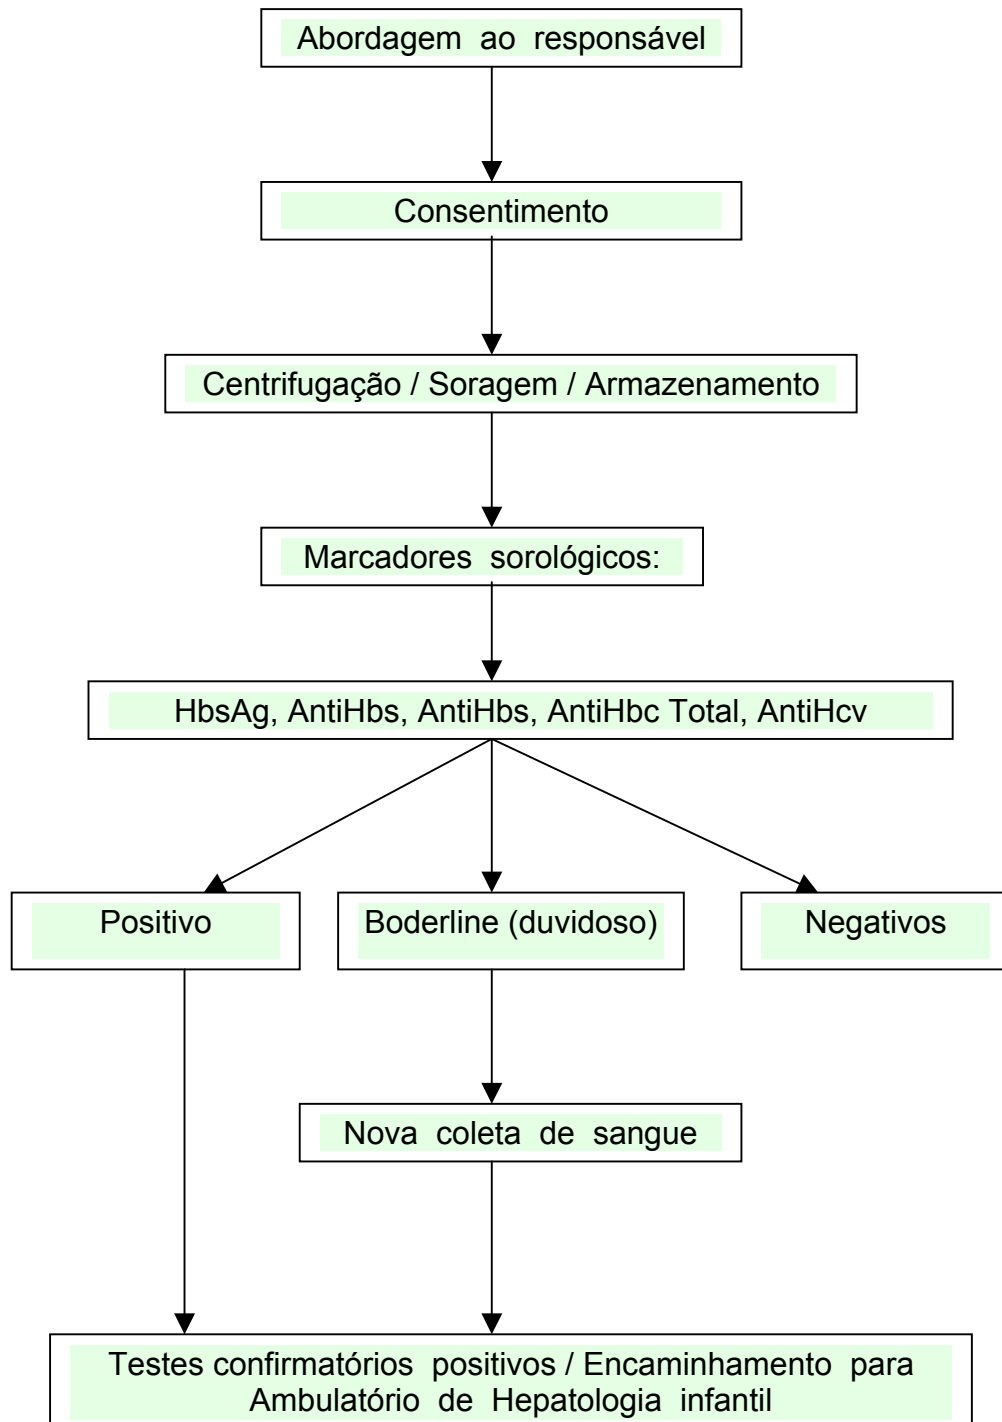 Abordagem ao responsável
Consentimento
Centrifugação / Soragem / Armazenamento
Marcadores sorológicos:
HbsAg, AntiHbs, AntiHbs, AntiHbc Total, AntiHcv
Positivo
Boderline (duvidoso)
Negativos
Nova coleta de sangue
Testes confirmatórios positivos / Encaminhamento para
Ambulatório de Hepatologia infantil